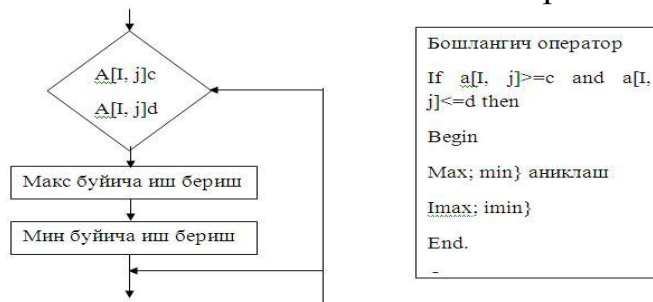 A[I, j]c
A[I, j]d
Макс буйича иш бериш
Мин буйича иш бериш
Бошлангич оператор
If a[I, j]>=c and a[I,
j]<=d then
Begin
Max; min} аниклаш
Imax; imin}
End.